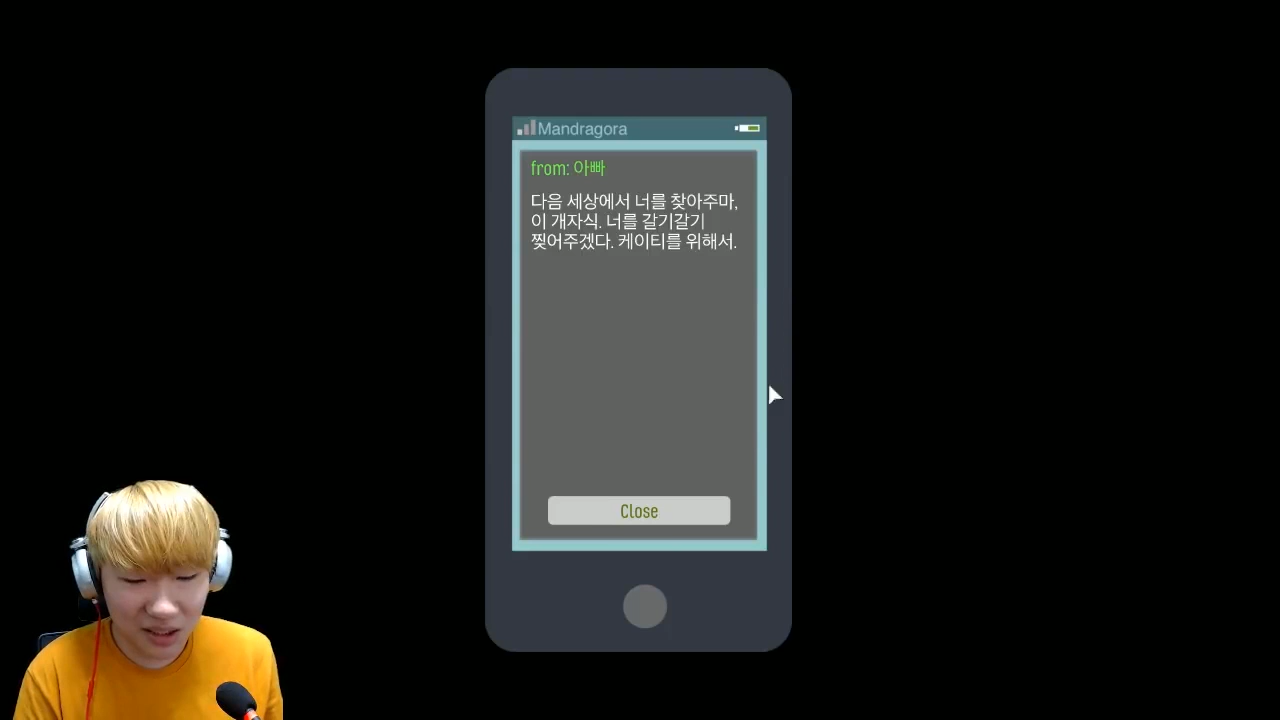 Mandragora
from: 아빠
다음 세상에서 너를 찾아주마,
이 개자식. 너를 갈기갈기
찢어주겠다. 케이티를 위해서.
Close